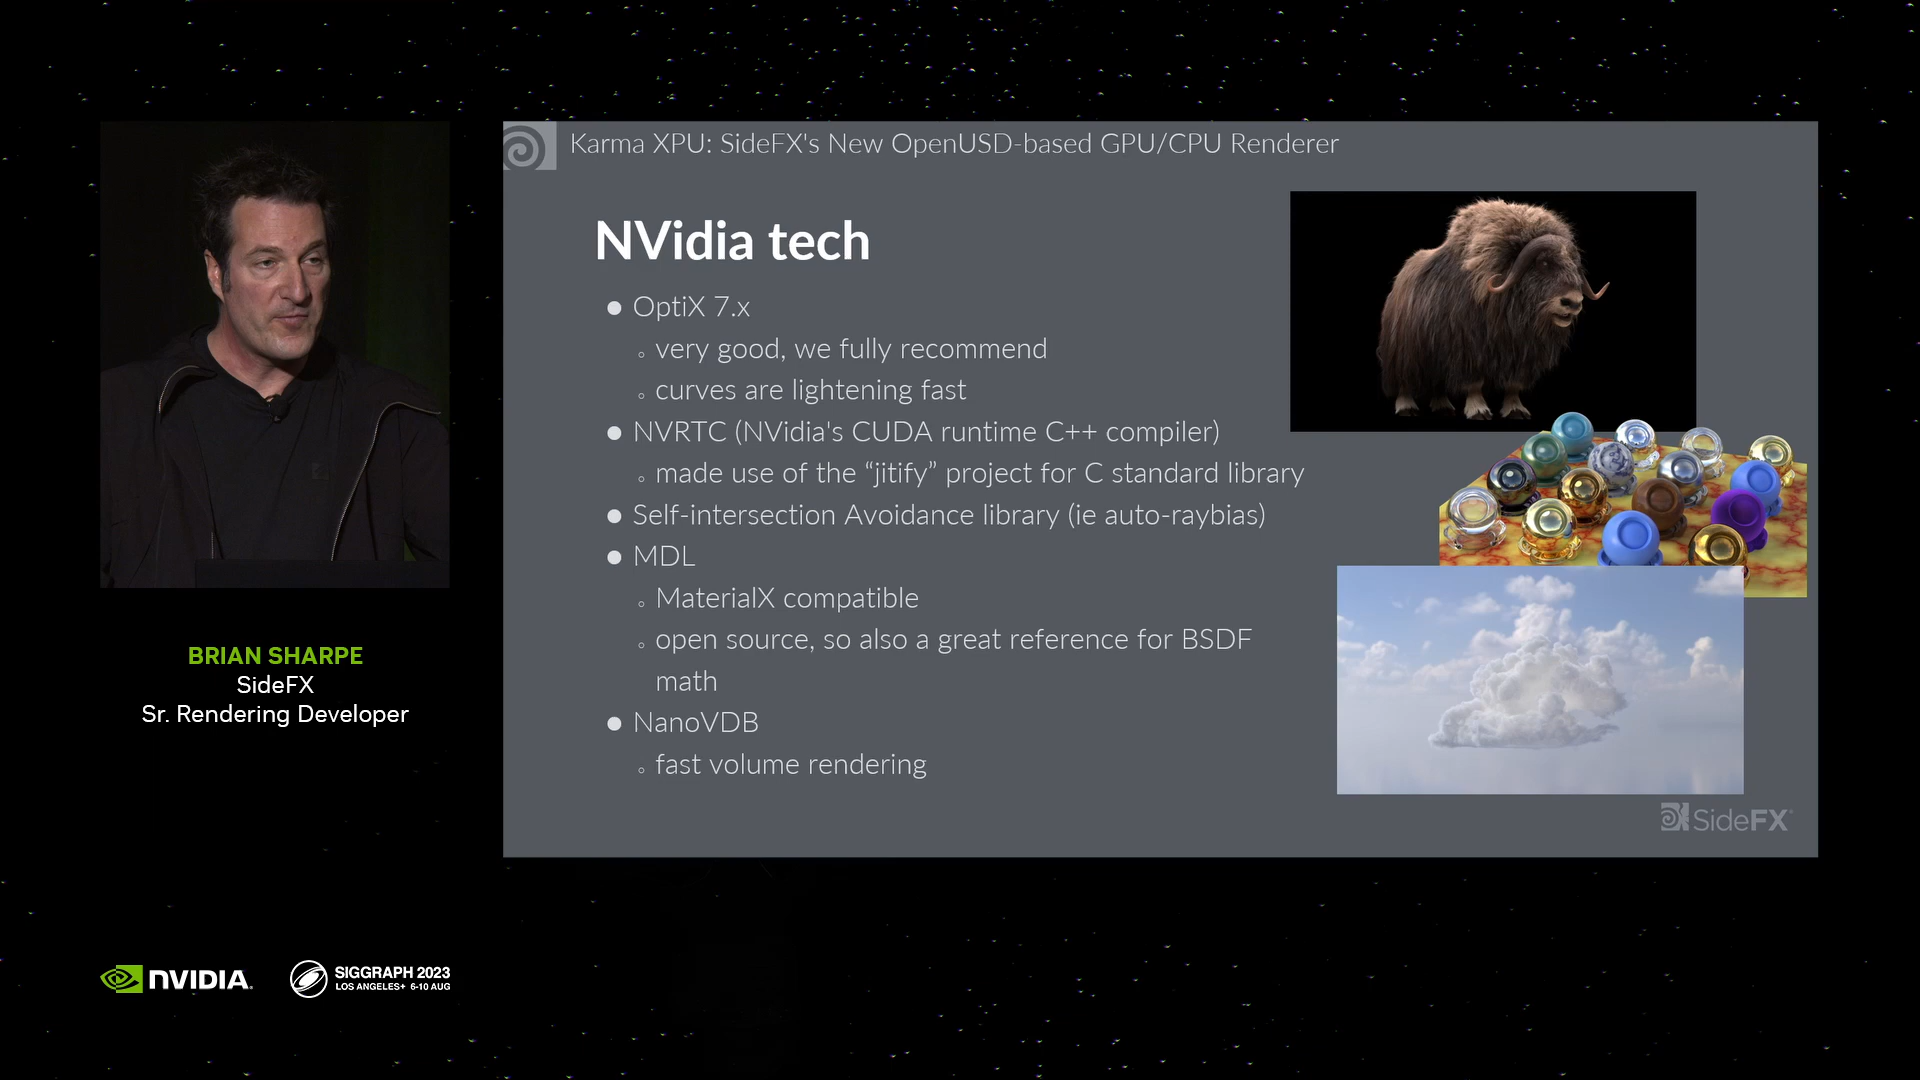 Karma XPU: SideFX's New OpenUSD-based GPU/CPU Renderer
NVidia tech
● OptiX 7.x
○ very good, we fully recommend
○ curves are lightening fast
● NVRTC (NVidia's CUDA runtime C++ compiler)
○ made use of the “jitify” project for C standard library
● Self-intersection Avoidance library (ie auto-raybias)
● MDL
○ MaterialX compatible
○ open source, so also a great reference for BSDF
math
● NanoVDB
○ fast volume rendering
SideFX
BRIAN SHARPE
SideFX
Sr. Rendering Developer
NVIDIA.
SIGGRAPH 2023
LOS ANGELES+ 6-10 AUG